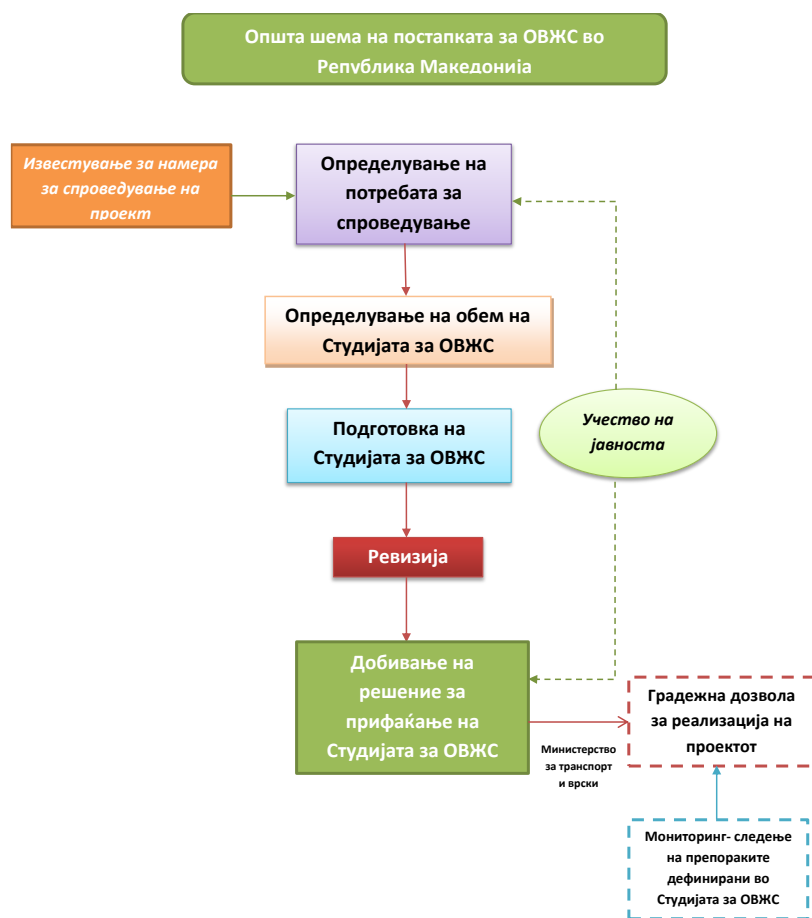 Општа шема на постапката за ОВЖС во
Република Македонија
Известување за намера
за спроведување на
проект
Определување на
потребата за
спроведување
Определување на обем на
Студијата за ОВЖС
Подготовка на
Студијата за ОВЖС
Учество на
јавноста
Ревизија
Добивање на
решение за
прифаќање на
Студијата за ОВЖС
Министерство
за транспорт
и врски
Градежна дозвола
за реализација на
проектот
Мониторинг- следење
на препораките
дефинирани во
Студијата за ОВЖС